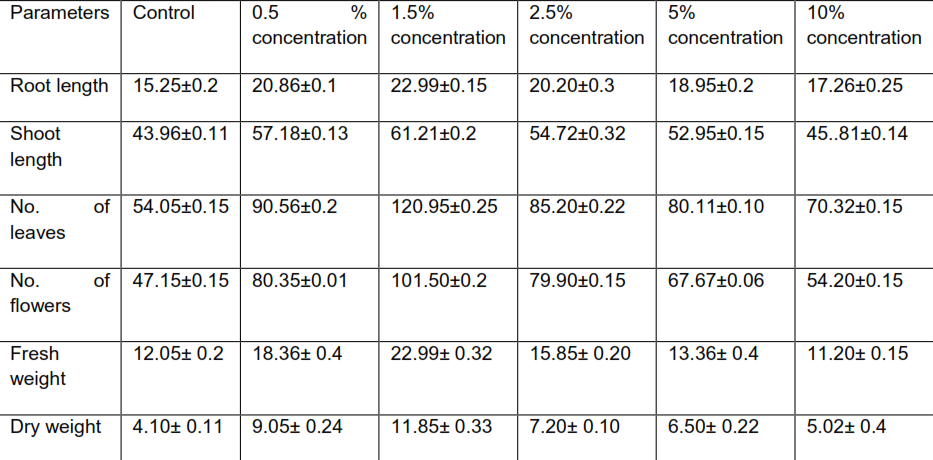 Parameters Control 0.5 % 1.5% 2.5% 5% 10%
concentration concentration concentration concentration concentration
Root length 15.25±0.2 20.86±0.1 22.99±0.15 20.20±0.3 18.95±0.2 17.26±0.25
Shoot 43.96±0.11 57.18±0.13 61.21±0.2 54.72±0.32 52.95±0.15 45..81±0.14
length
No. of 54.05±0.15 90.56±0.2 120.95±0.25 85.20±0.22 80.11±0.10 70.32±0.15
leaves
No. of 47.15±0.15 80.35±0.01 101.50±0.2 79.90±0.15 67.67±0.06 54.20±0.15
flowers
Fresh 12.05± 0.2 18.36± 0.4 22.99± 0.32 15.85± 0.20 13.36± 0.4 11.20± 0.15
weight
Dry weight 4.10± 0.11 9.05± 0.24 11.85± 0.33 7.20± 0.10 6.50± 0.22 5.02± 0.4